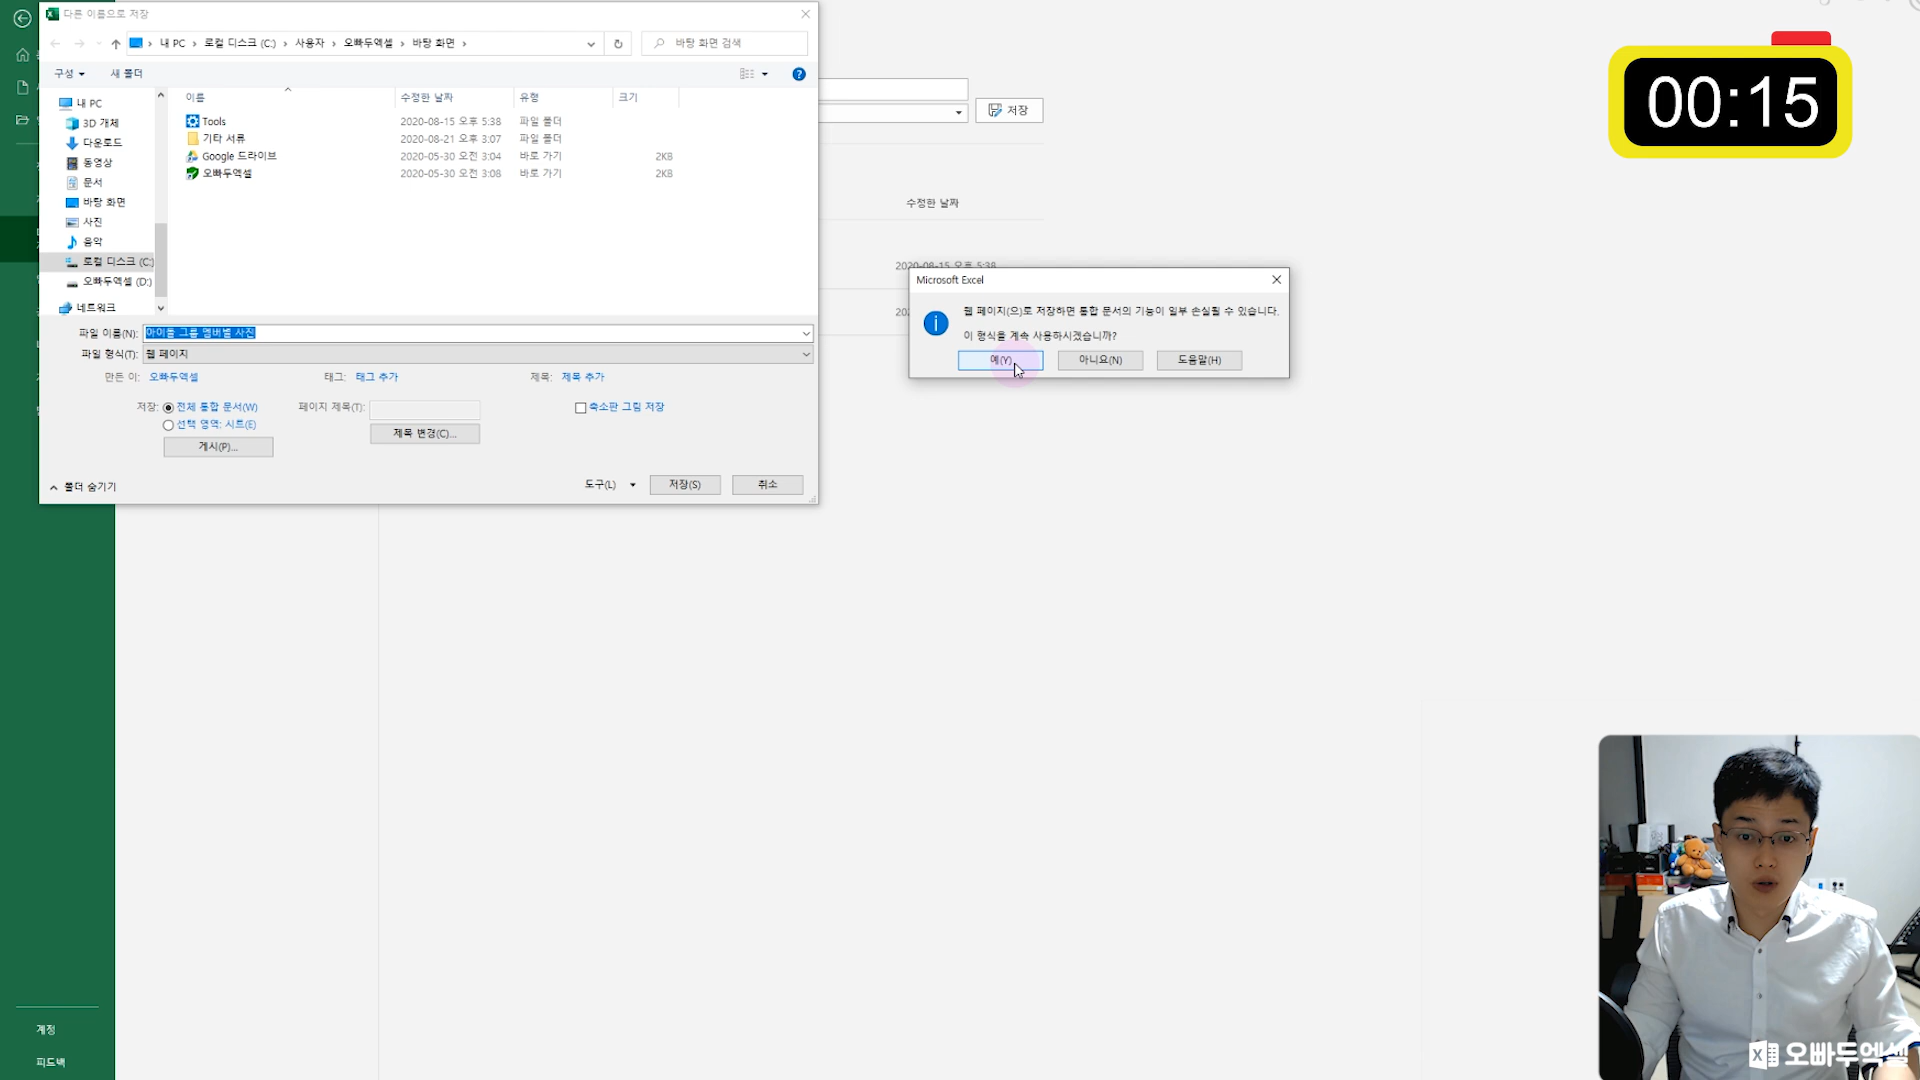 다른 이름으로 저장
내 PC › 로컬 디스크 (C:) › 사용자 › 오빠두엑셀 › 바탕 화면 ›
바탕 화면 검색
구성
새 폴더
이름
수정한 날짜
유형
크기
Tools
2020-08-15 오후 5:38
파일 폴더
기타 서류
2020-08-21 오후 3:07
파일 폴더
Google 드라이브
2020-05-30 오전 3:04
바로 가기
2KB
오빠두엑셀
2020-05-30 오전 3:08
바로 가기
2KB
내 PC
3D 개체
다운로드
동영상
문서
바탕 화면
사진
음악
로컬 디스크 (C:)
오빠두엑셀 (D:)
네트워크
파일 이름(N):
아이돌 그룹 멤버별 사진
파일 형식(T):
웹 페이지
만든 이:
오빠두엑셀
태그:
태그 추가
제목:
제목 추가
저장:
전체 통합 문서(W)
선택 영역: 시트(E)
게시(P)...
페이지 제목(T):
제목 변경(C)...
축소판 그림 저장
폴더 숨기기
도구(L)
저장(S)
취소
저장
수정한 날짜
2020-08-15 오후 5:38
Microsoft Excel
웹 페이지(으)로 저장하면 통합 문서의 기능이 일부 손실될 수 있습니다.
이 형식을 계속 사용하시겠습니까?
예(Y)
아니요(N)
도움말(H)
00:15
계정
피드백
오빠두엑셀